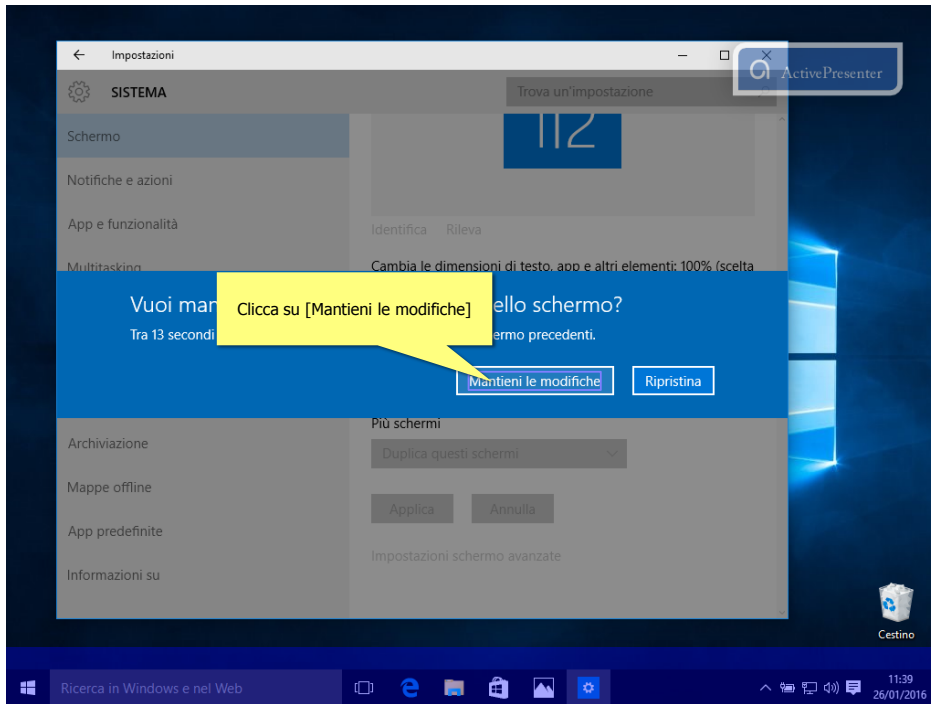 Impostazioni
ActivePresenter
SISTEMA
Trova un'impostazione
Schermo
1|2
Notifiche e azioni
App e funzionalità
Identifica Rileva
Multitasking
Cambia le dimensioni di testo, app e altri elementi: 100% (scelta
Vuoi man ello schermo?
Clicca su [Mantieni le modifiche]
Tra 13 secondi ermo precedenti.
Mantieni le modifiche Ripristina
Più schermi
Archiviazione
Duplica questi schermi
Mappe offline
Applica Annulla
App predefinite
Impostazioni schermo avanzate
Informazioni su
Cestino
Ricerca in Windows e nel Web
11:39
26/01/2016